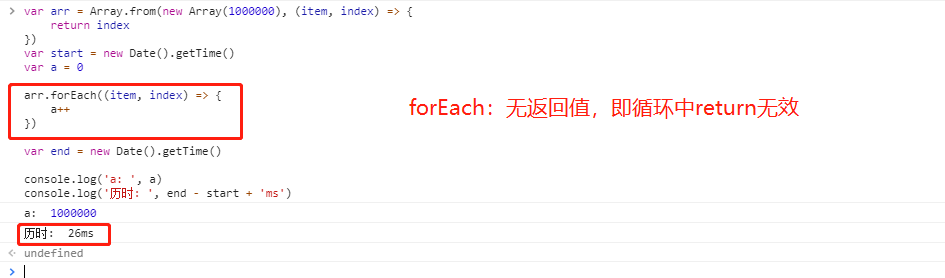 var arr = Array.from(new Array(1000000), (item, index) => {
return index
})
var start = new Date().getTime()
var a = 0
arr.forEach((item, index) => {
a++
})
forEach：无返回值，即循环中return无效
var end = new Date().getTime()
console.log('a: ', a)
console.log('历时: ', end - start + 'ms')
a: 1000000
历时: 26ms
undefined